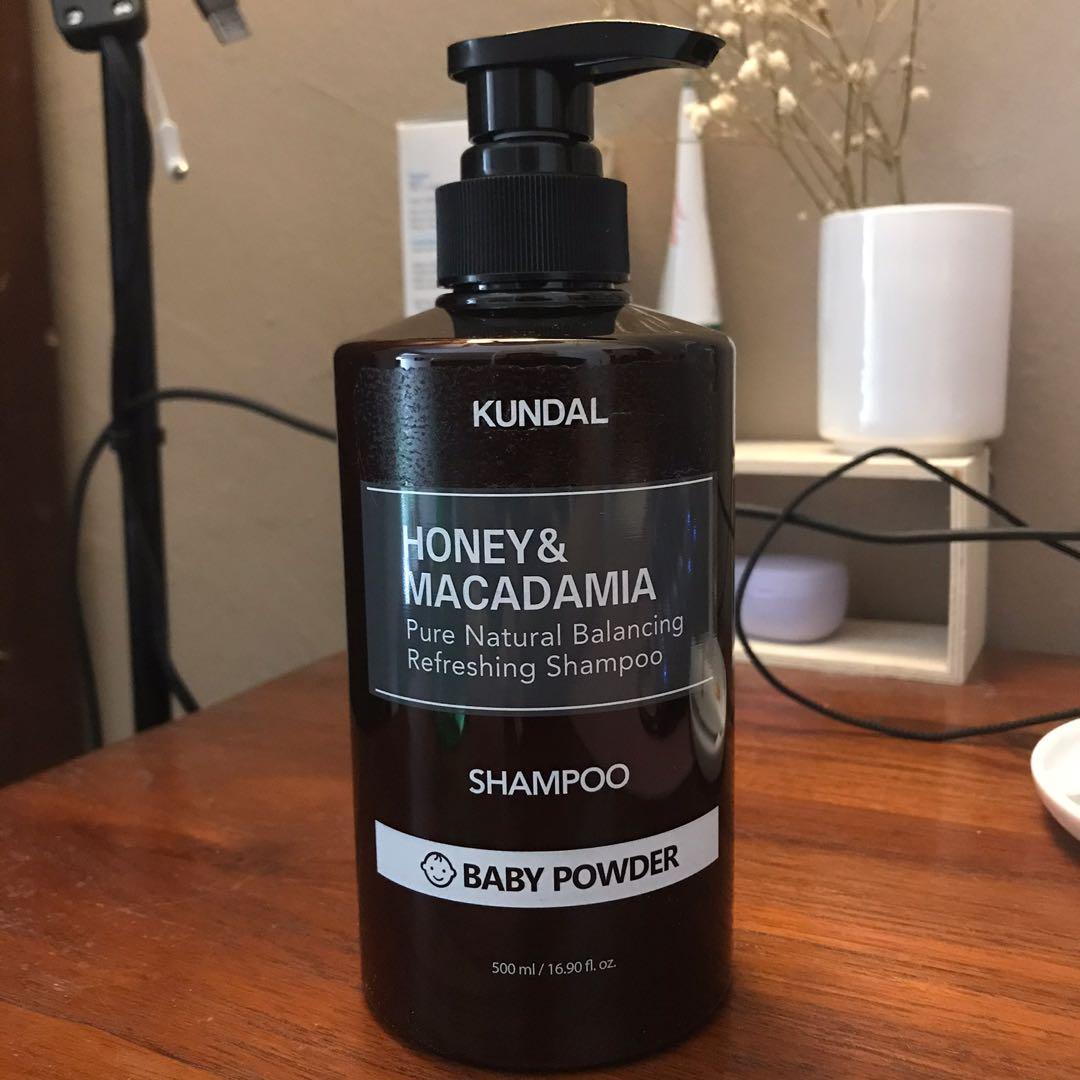 KUNDAL
HONEY&
MACADAMIA
Pure Natural Balancing
Refreshing Shampoo
SHAMPOO
BABY POWDER
500 ml / 16.90 fl. oz.